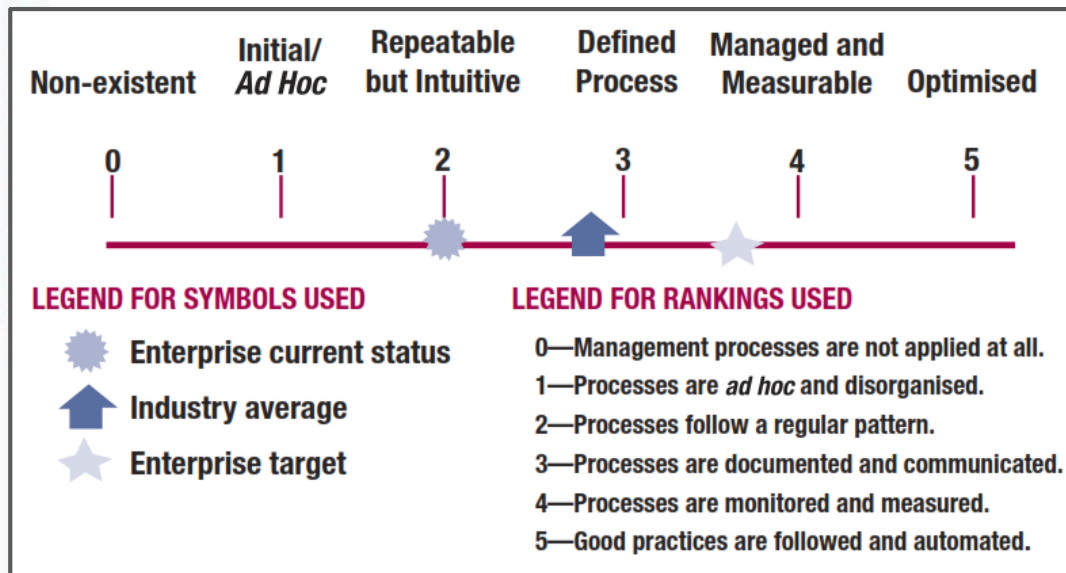 Non-existent
Initial/
Ad Hoc
Repeatable
but Intuitive
Defined
Process
Managed and
Measurable
Optimised
0
1
2
3
4
5
LEGEND FOR SYMBOLS USED
Enterprise current status
Industry average
Enterprise target
LEGEND FOR RANKINGS USED
0—Management processes are not applied at all.
1—Processes are ad hoc and disorganised.
2—Processes follow a regular pattern.
3—Processes are documented and communicated.
4—Processes are monitored and measured.
5—Good practices are followed and automated.